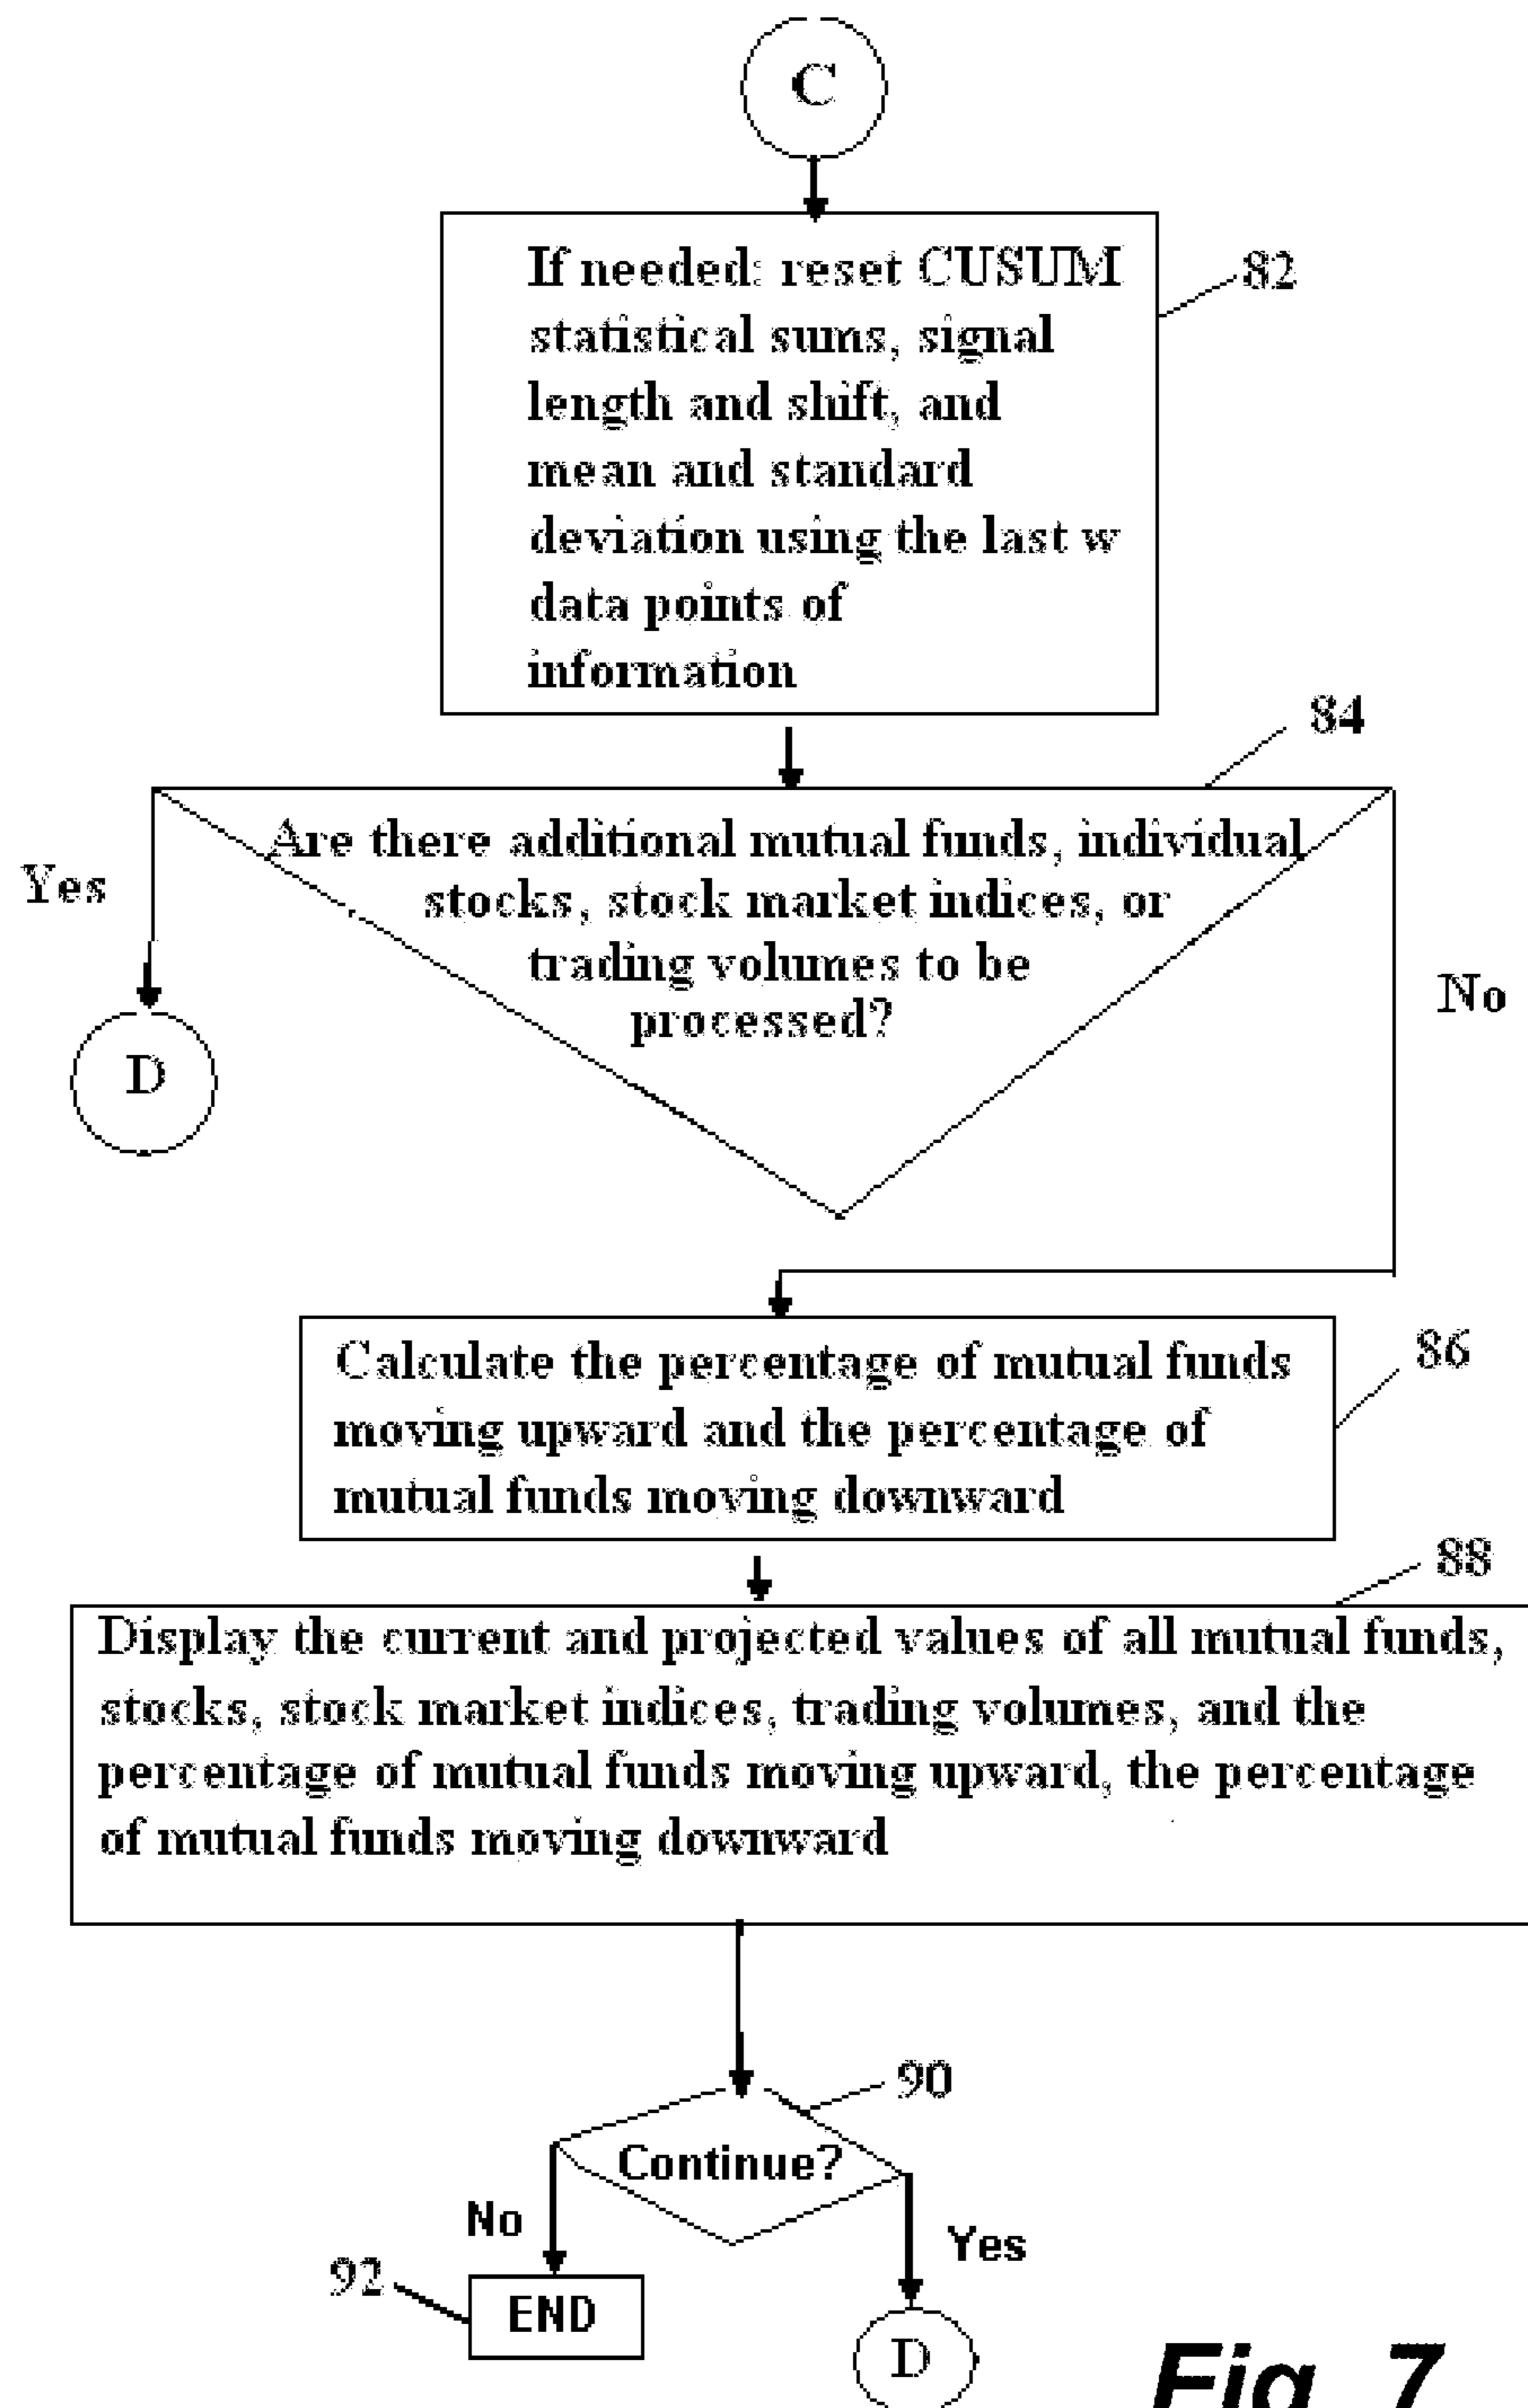 C
If needed: reset CUSUM
statistical sums, signal
length and shift, and
mean and standard
deviation using the last w
data points of
information
82
84
Are there additional mutual funds, individual
stocks, stock market indices, or
trading volumes to be
processed?
Yes
No
D
Calculate the percentage of mutual funds
moving upward and the percentage of
mutual funds moving downward
86
88
Display the current and projected values of all mutual funds,
stocks, stock market indices, trading volumes, and the
percentage of mutual funds moving upward, the percentage
of mutual funds moving downward
90
Continue?
No
Yes
92
END
D
Fig. 7